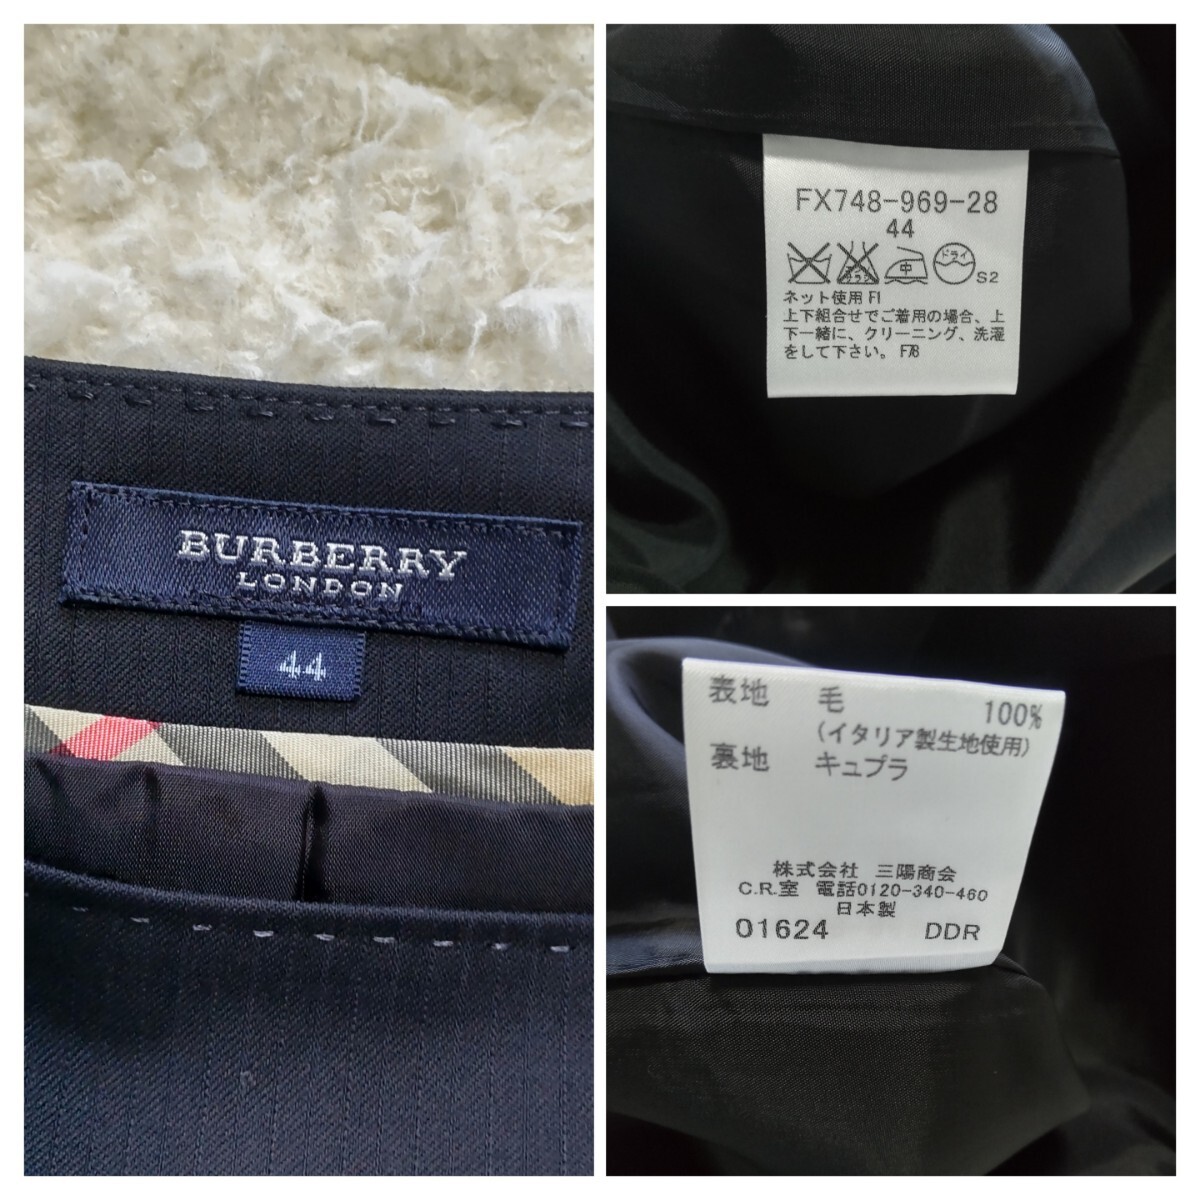 BURBERRY
LONDON
44
FX748-969-28
44
中
ドライ
S2
ネット使用 F1
上下組合せでご着用の場合、上
下一緒に、クリーニング、洗濯
をして下さい。 F78
表地 毛 100%
(イタリア製生地使用)
裏地 キュプラ
株式会社 三陽商会
C.R.室 電話0120-340-460
日本製
01624 DDR